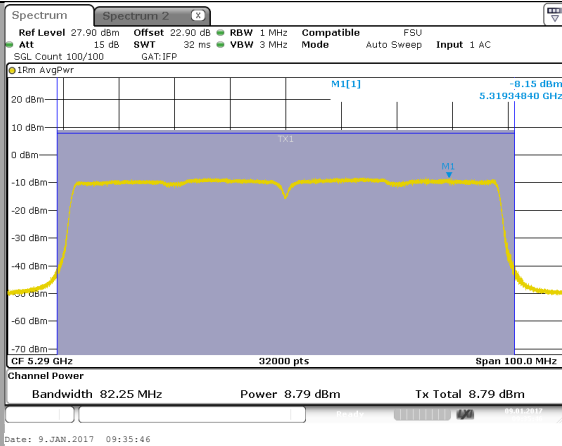 Spectrum
Spectrum 2
X
Ref Level 27.90 dBm Offset 22.90 dB RBW 1 MHz Compatible FSU
Att 15 dB SWT 32 ms VBW 3 MHz Mode Auto Sweep Input 1 AC
SGL Count 100/100 GAT:IFP
1Rm AvgPwr
M1[1] -8.15 dBm
5.31934840 GHz
20 dBm
10 dBm
TX1
0 dBm
M1
-10 dBm
-20 dBm
-30 dBm
-40 dBm
-50 dBm
-60 dBm
-70 dBm
CF 5.29 GHz 32000 pts Span 100.0 MHz
Channel Power
Bandwidth 82.25 MHz Power 8.79 dBm Tx Total 8.79 dBm
Ready 09.01.2017
Date: 9.JAN.2017 09:35:46